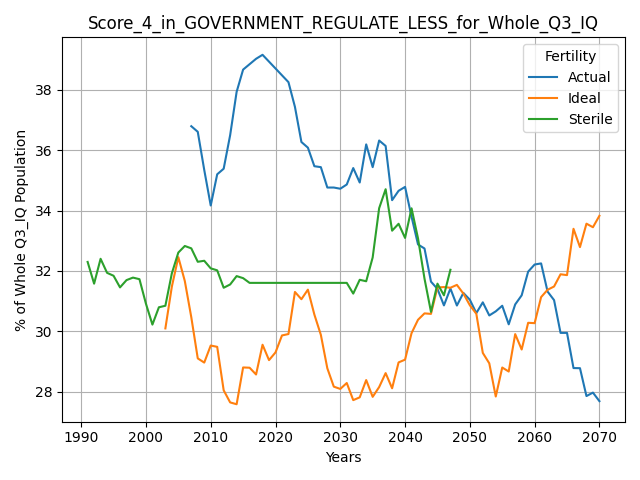 Score_4_in_GOVERNMENT_REGULATE_LESS_for_Whole_Q3_IQ
Fertility
Actual
Ideal
Sterile
% of Whole Q3_IQ Population
38
36
34
32
30
28
1990 2000 2010 2020 2030 2040 2050 2060 2070
Years